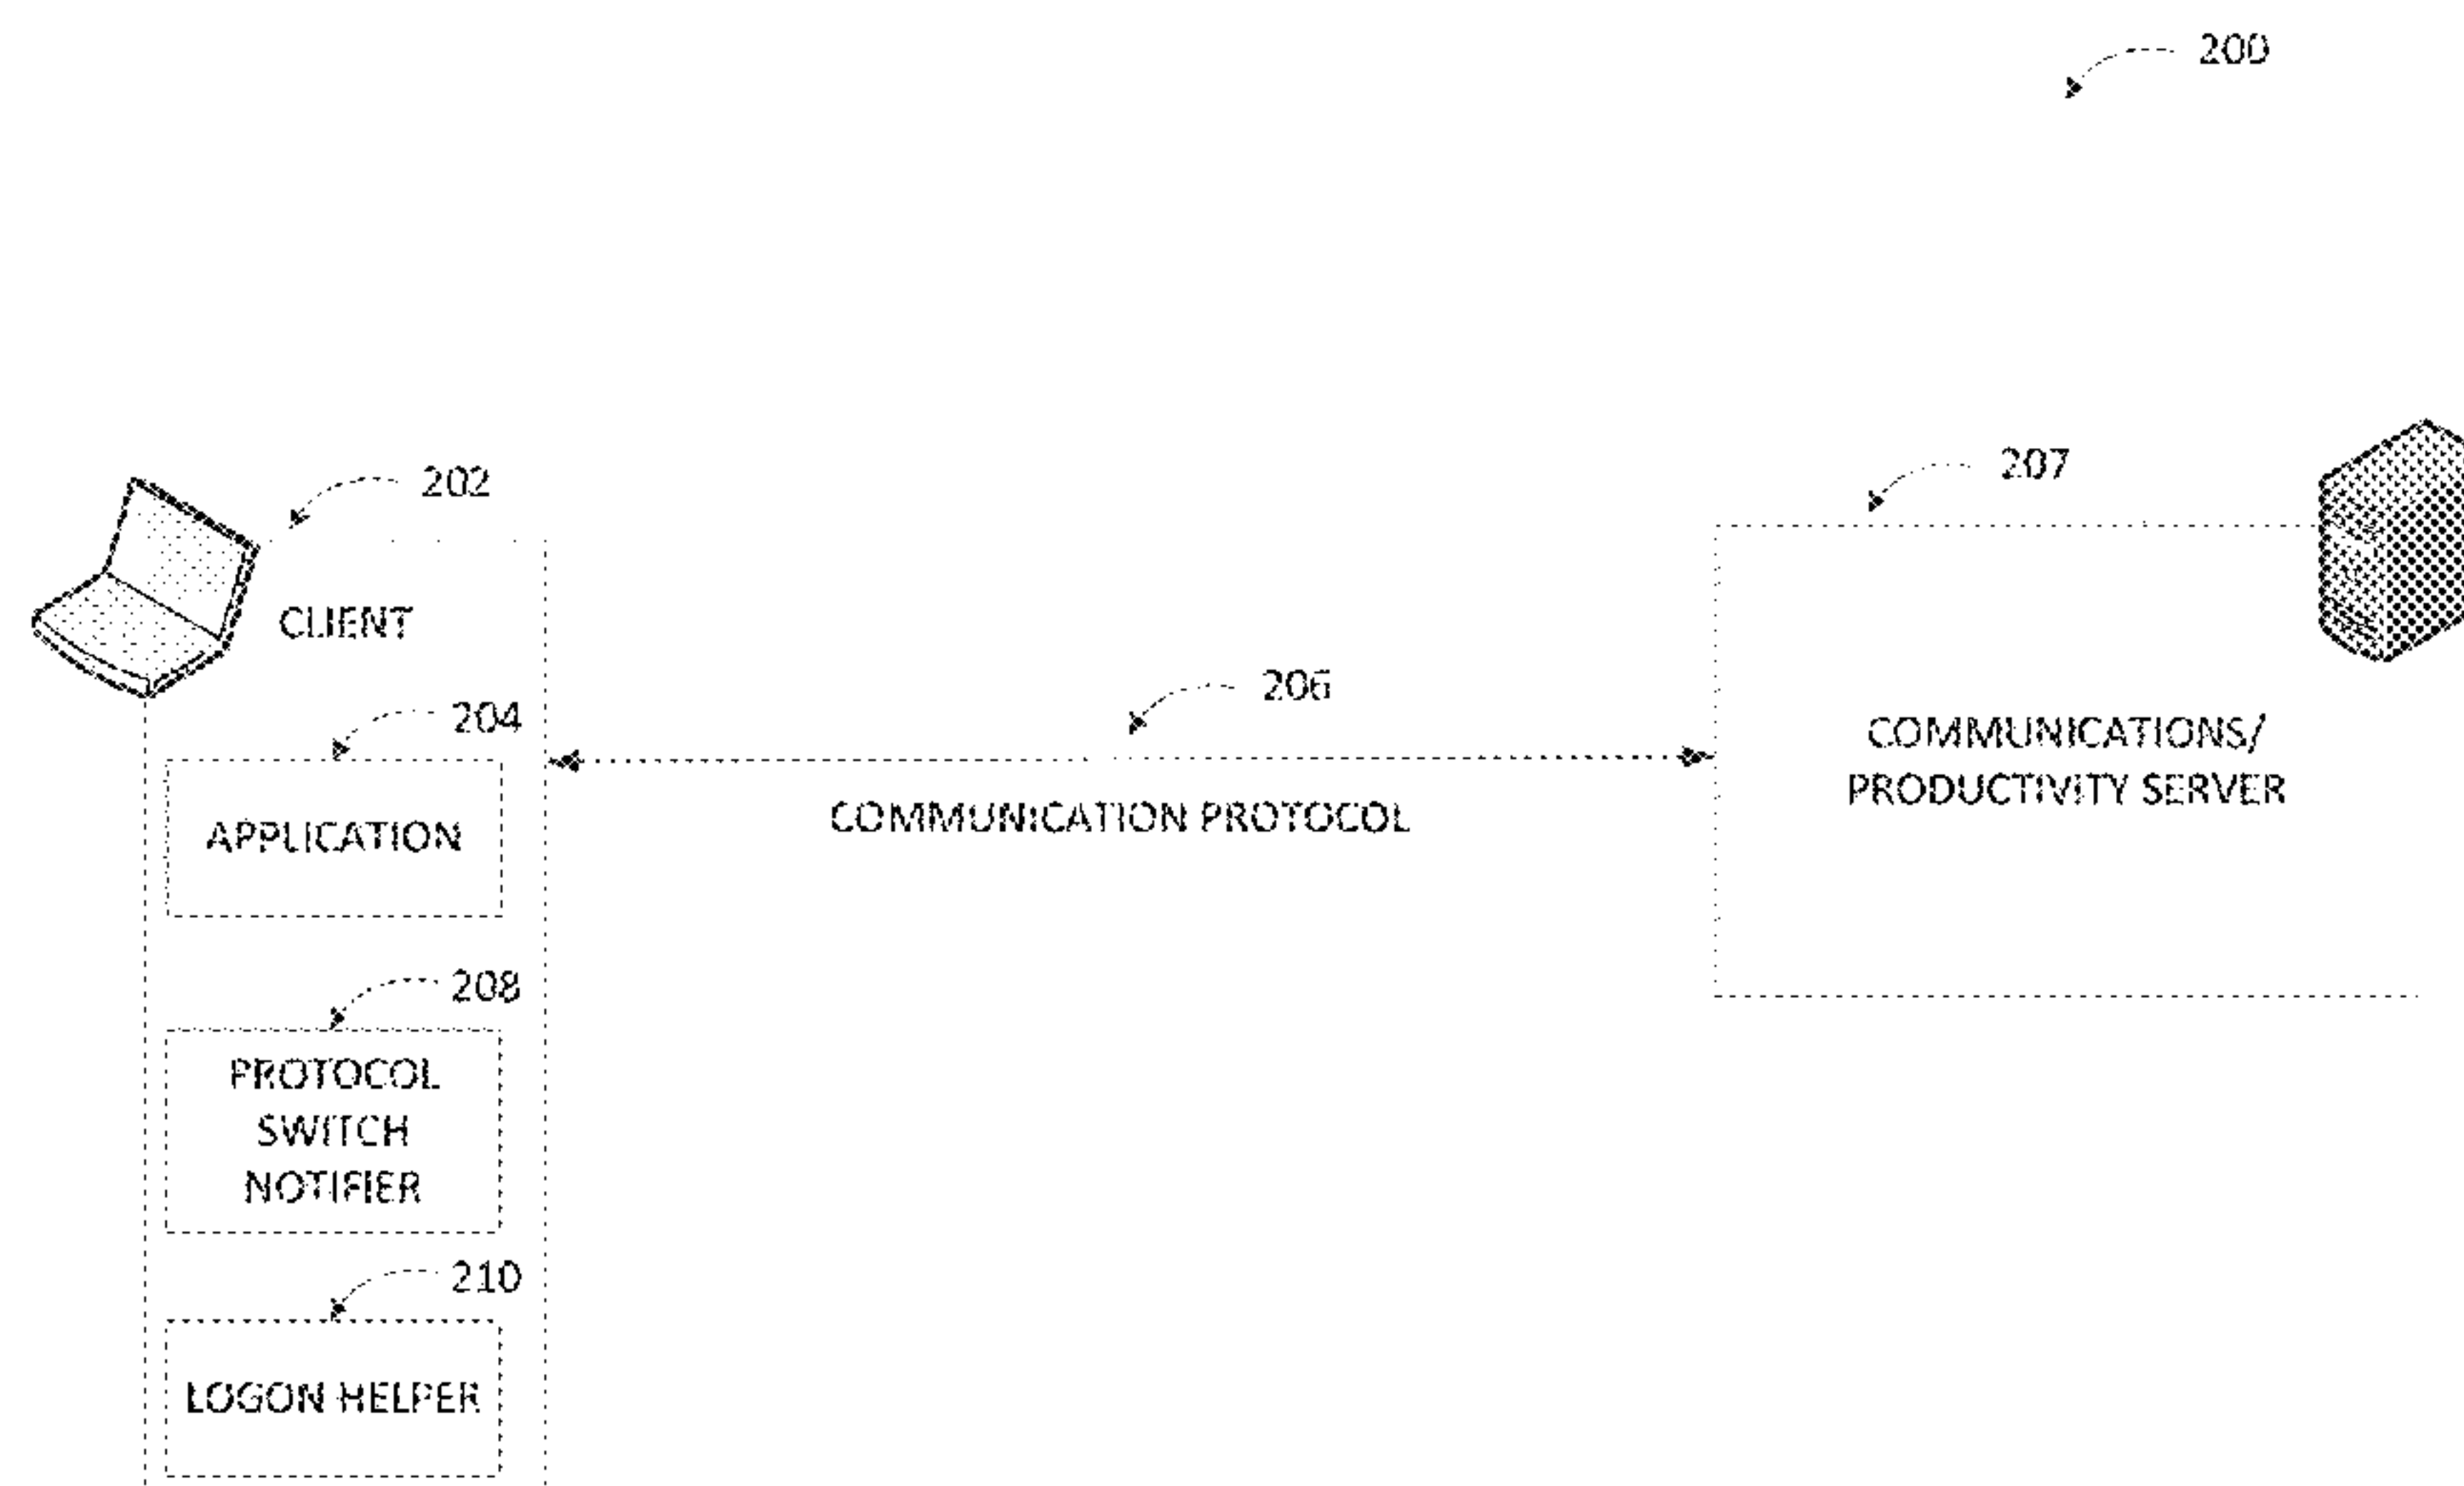 200
202
207
CLIENT
206
204
COMMUNICATIONS/
PRODUCTIVITY SERVER
COMMUNICATION PROTOCOL
APPLICATION
208
PROTOCOL
SWITCH
NOTIFIER
210
LOGON HELPER